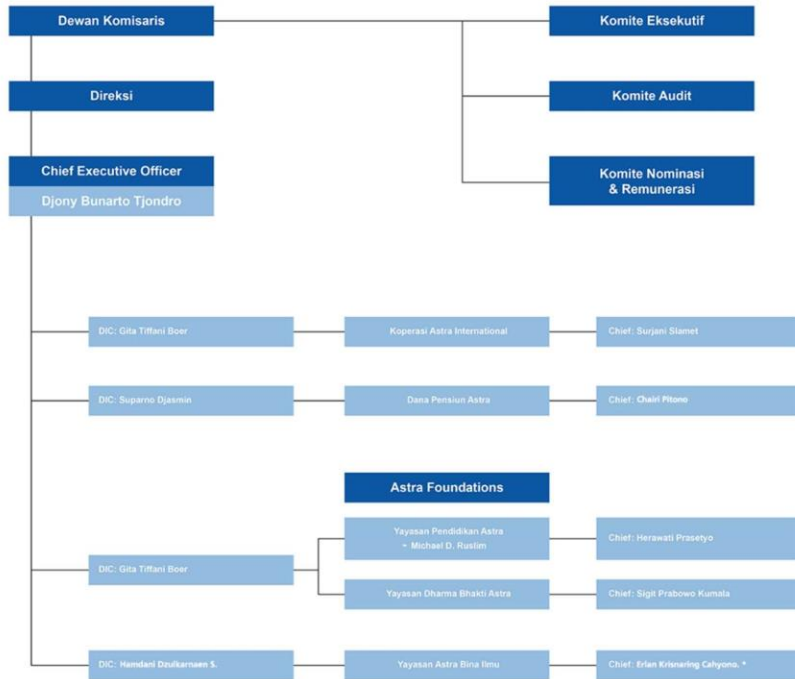 Dewan Komisaris
Komite Eksekutif
Direksi
Komite Audit
Chief Executive Officer
Djony Bunarto Tjondro
Komite Nominasi
& Remunerasi
DIC: Gita Tiffani Boer
Koperasi Astra International
Chief: Surjani Slamet
DIC: Suparno Djasmin
Dana Pensiun Astra
Chief: Chairi Pitono
Astra Foundations
Yayasan Pendidikan Astra
- Michael D. Ruslim
Chief: Herawati Prasetyo
DIC: Gita Tiffani Boer
Yayasan Dharma Bhakti Astra
Chief: Sigit Prabowo Kumala
DIC: Hamdani Dzulkarnaen S.
Yayasan Astra Bina Ilmu
Chief: Erlan Krisnaring Cahyono. *